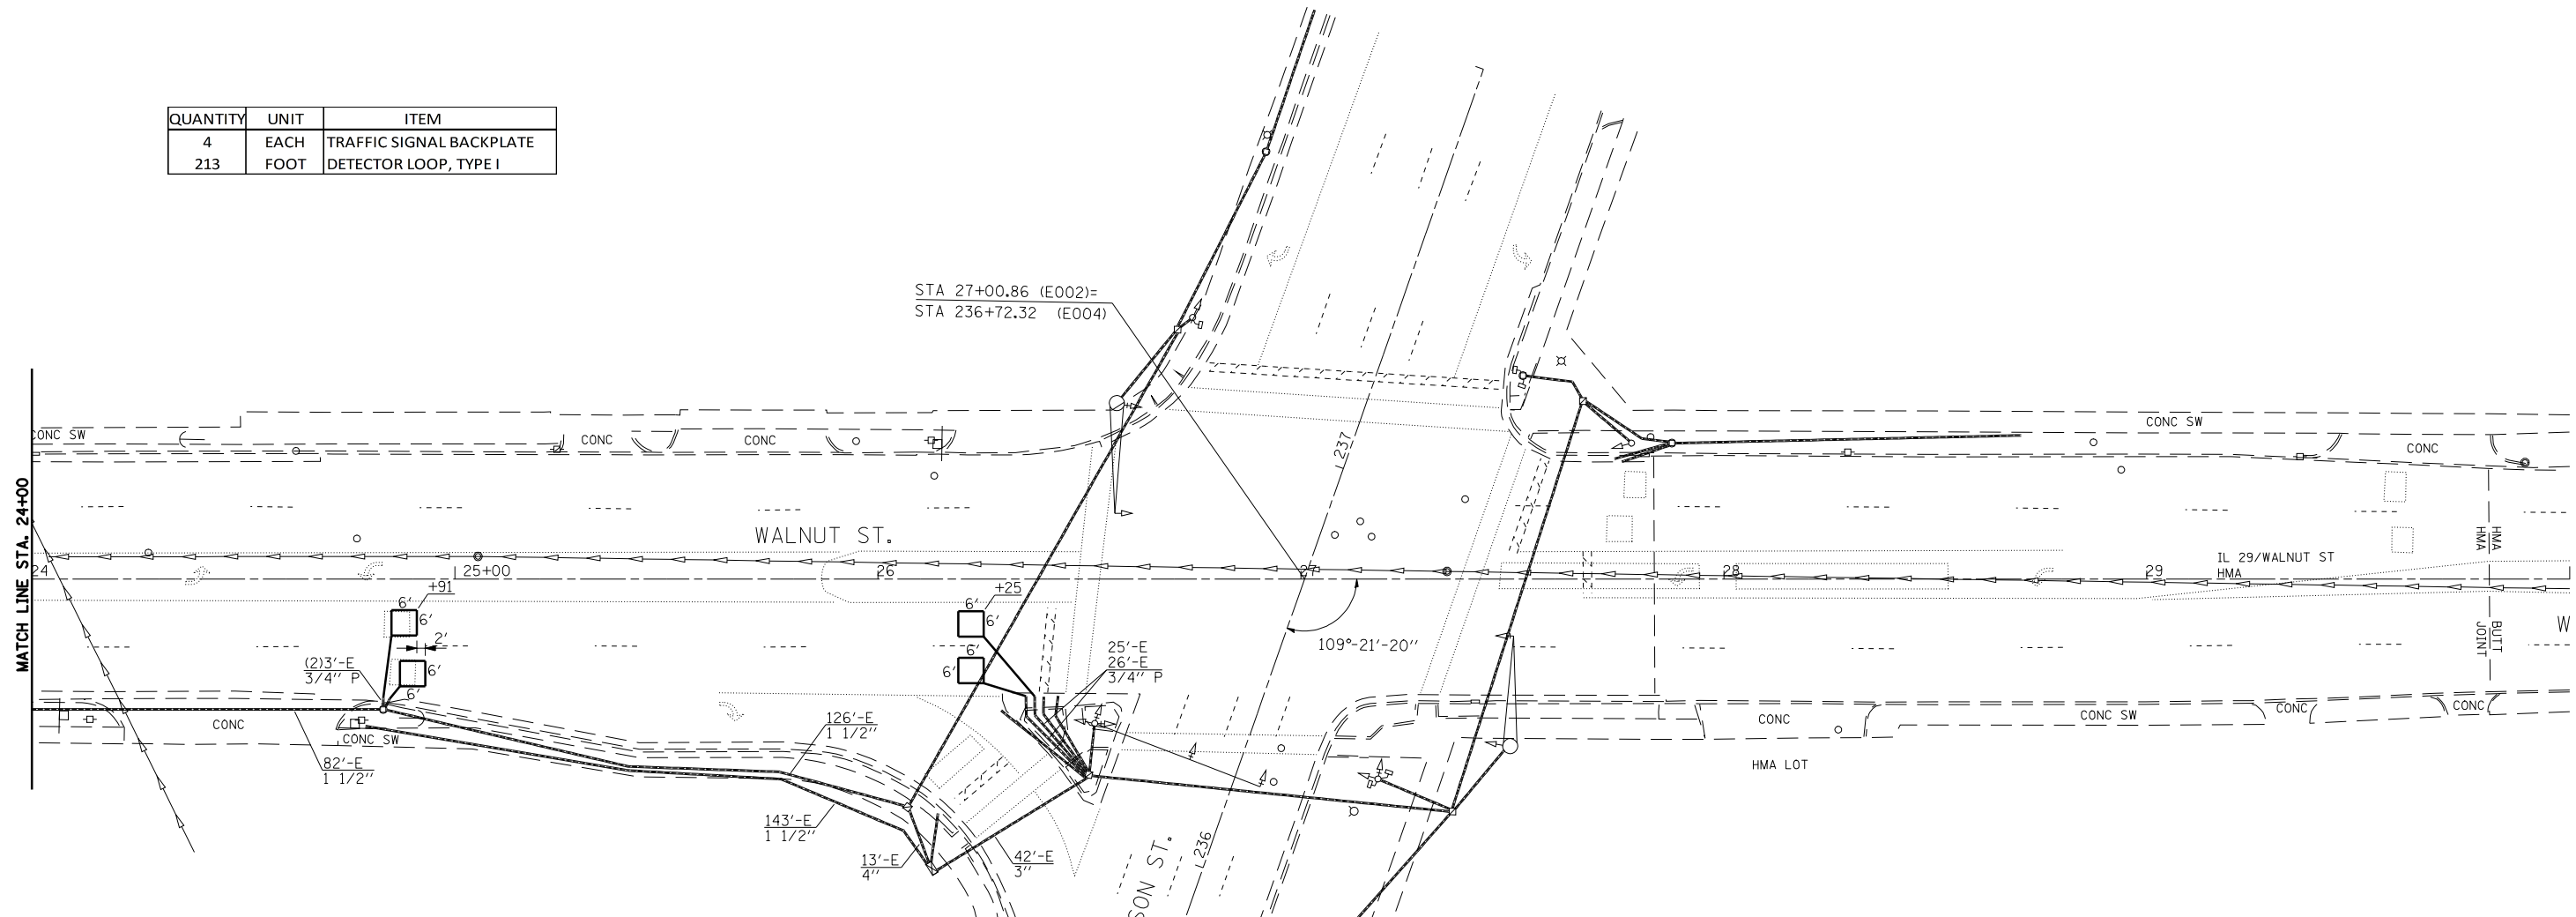 QUANTITY UNIT ITEM
4 EACH TRAFFIC SIGNAL BACKPLATE
213 FOOT DETECTOR LOOP, TYPE I
STA 27+00.86 (E002)=
STA 236+72.32 (E004)
MATCH LINE STA. 24+00
CONC SW
CONC
CONC
CONC SW
CONC
L237
WALNUT ST.
HMA
HMA
IL 29/WALNUT ST
HMA
24
25+00
26
27
28
29
+91
6'
6'
2'
6'
6'
+25
6'
6'
6'
6'
(2)3'-E
3/4" P
25'-E
26'-E
3/4" P
109°-21'-20"
BUTT
JOINT
W
CONC
CONC SW
82'-E
1 1/2"
126'-E
1 1/2"
143'-E
1 1/2"
13'-E
4"
42'-E
3"
CONC
CONC SW
CONC
CONC
HMA LOT
L236
SON ST.